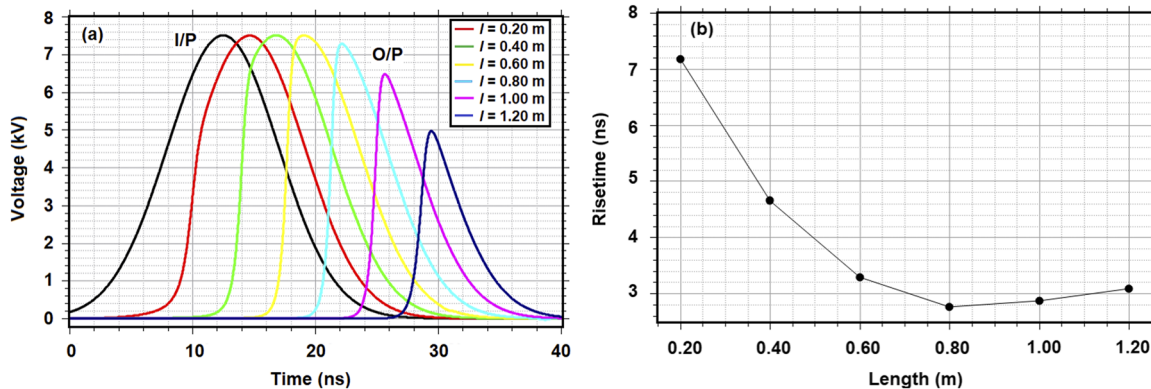 (a)
I/P
O/P
l = 0.20 m
l = 0.40 m
l = 0.60 m
l = 0.80 m
l = 1.00 m
l = 1.20 m
Voltage (kV)
8
7
6
5
4
3
2
1
0
0 10 20 30 40
Time (ns)
(b)
Risetime (ns)
8
7
6
5
4
3
0.20 0.40 0.60 0.80 1.00 1.20
Length (m)